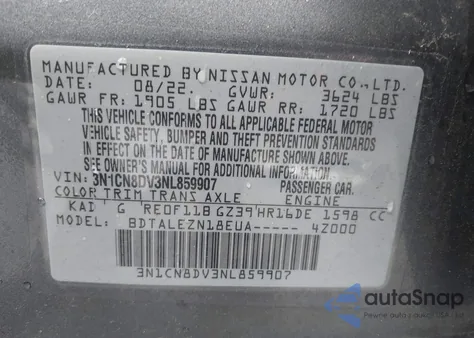 MANUFACTURED BY NISSAN MOTOR CO.,LTD.
DATE: 08/22. GVWR: 3624 LBS
GAWR FR: 1905 LBS GAWR RR: 1720 LBS
THIS VEHICLE CONFORMS TO ALL APPLICABLE FEDERAL MOTOR
VEHICLE SAFETY, BUMPER AND THEFT PREVENTION STANDARDS
IN EFFECT ON THE DATE OF MANUFACTURE SHOWN ABOVE.
SEE OWNER'S MANUAL FOR ADDITIONAL WEIGHT INFO
VIN: 3N1CN8DV3NL859907 PASSENGER CAR.
COLOR TRIM TRANS AXLE ENGINE
KAD G RE0F11B GZ39 HR16DE 1598 CC
MODEL: BDTALEZN18EUA----- 4Z000
3N1CN8DV3NL859907
autoSnap